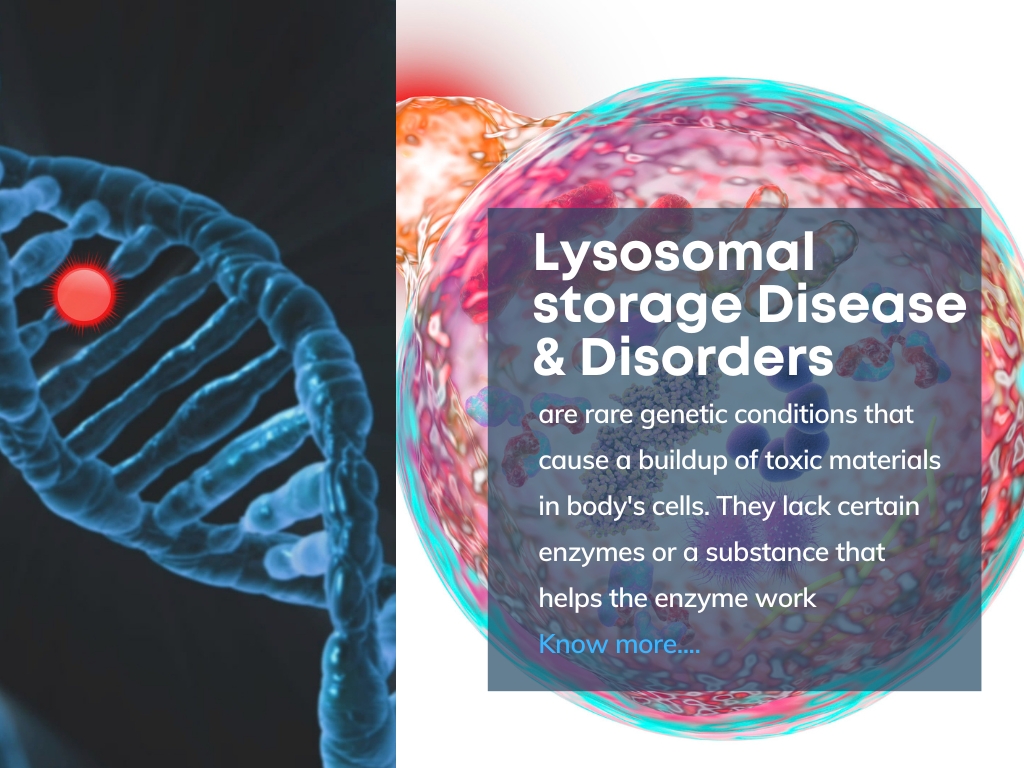 Lysosomal
storage Disease
& Disorders
are rare genetic conditions that
cause a buildup of toxic materials
in body's cells. They lack certain
enzymes or a substance that
helps the enzyme work
Know more....